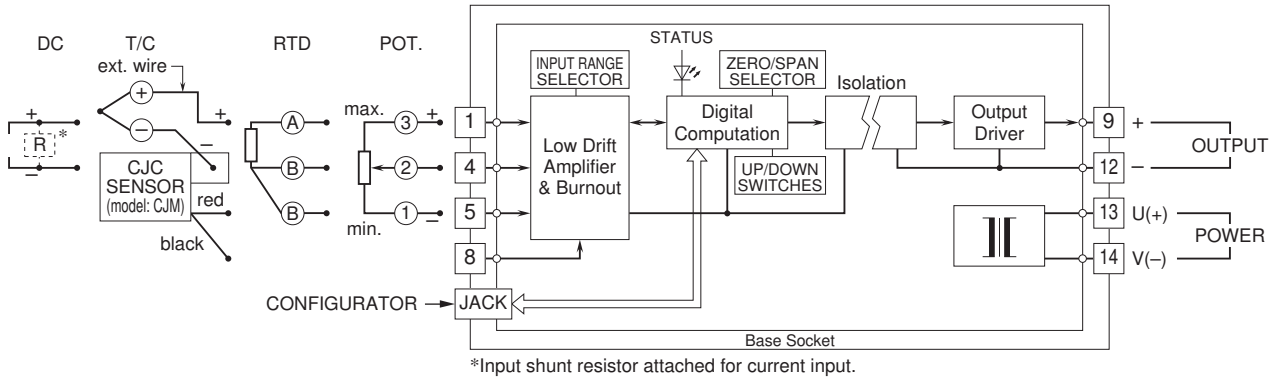 DC
T/C
ext. wire
RTD
POT.
+
R
*
–
+
–
+
–
CJC
SENSOR
(model: CJM)
red
black
A
B
B
max.
3
+
2
1
–
min.
1
4
5
8
CONFIGURATOR
JACK
INPUT RANGE
SELECTOR
Low Drift
Amplifier
& Burnout
STATUS
Digital
Computation
ZERO/SPAN
SELECTOR
UP/DOWN
SWITCHES
Isolation
Output
Driver
9
+
12
–
OUTPUT
13
U(+)
14
V(–)
POWER
Base Socket
*Input shunt resistor attached for current input.